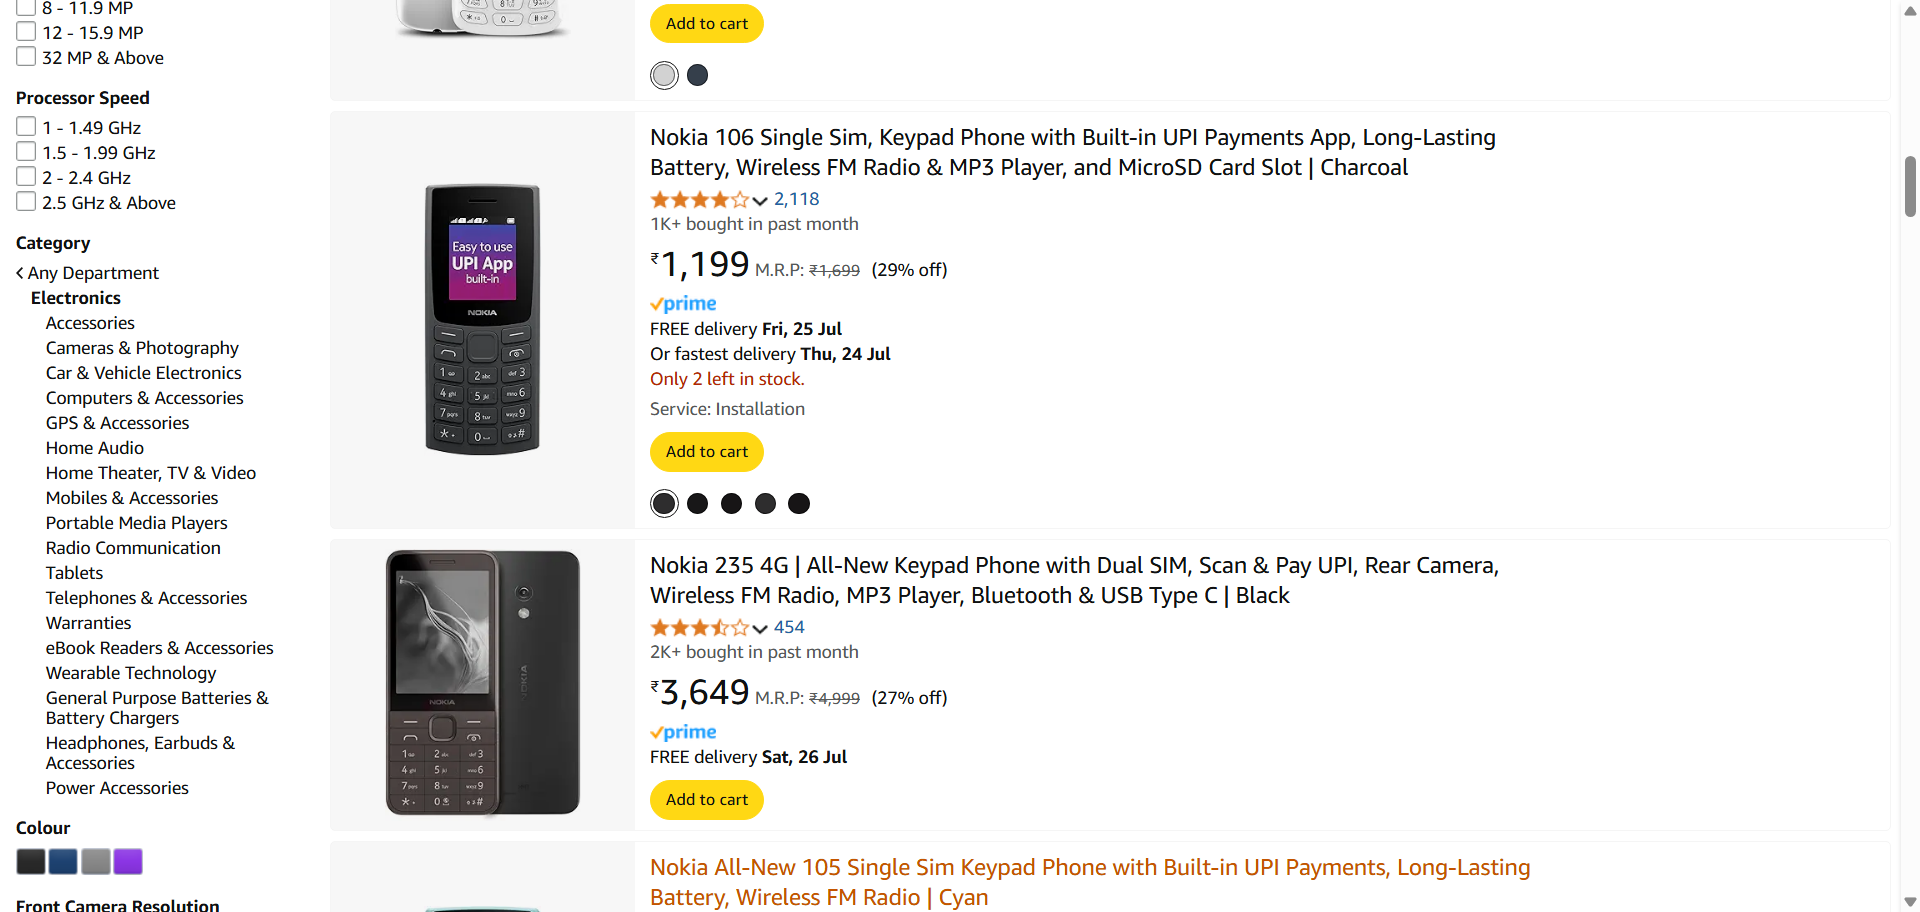 8 - 11.9 MP
12 - 15.9 MP
32 MP & Above
Processor Speed
1 - 1.49 GHz
1.5 - 1.99 GHz
2 - 2.4 GHz
2.5 GHz & Above
Category
Any Department
Electronics
Accessories
Cameras & Photography
Car & Vehicle Electronics
Computers & Accessories
GPS & Accessories
Home Audio
Home Theater, TV & Video
Mobiles & Accessories
Portable Media Players
Radio Communication
Tablets
Telephones & Accessories
Warranties
eBook Readers & Accessories
Wearable Technology
General Purpose Batteries &
Battery Chargers
Headphones, Earbuds &
Accessories
Power Accessories
Colour
Front Camera Resolution
Add to cart
Easy to use
UPI App
built-in
NOKIA
Nokia 106 Single Sim, Keypad Phone with Built-in UPI Payments App, Long-Lasting
Battery, Wireless FM Radio & MP3 Player, and MicroSD Card Slot | Charcoal
2,118
1K+ bought in past month
₹1,199 M.R.P: ₹1,699 (29% off)
prime
FREE delivery Fri, 25 Jul
Or fastest delivery Thu, 24 Jul
Only 2 left in stock.
Service: Installation
Add to cart
NOKIA
NOKIA
Nokia 235 4G | All-New Keypad Phone with Dual SIM, Scan & Pay UPI, Rear Camera,
Wireless FM Radio, MP3 Player, Bluetooth & USB Type C | Black
454
2K+ bought in past month
₹3,649 M.R.P: ₹4,999 (27% off)
prime
FREE delivery Sat, 26 Jul
Add to cart
Nokia All-New 105 Single Sim Keypad Phone with Built-in UPI Payments, Long-Lasting
Battery, Wireless FM Radio | Cyan